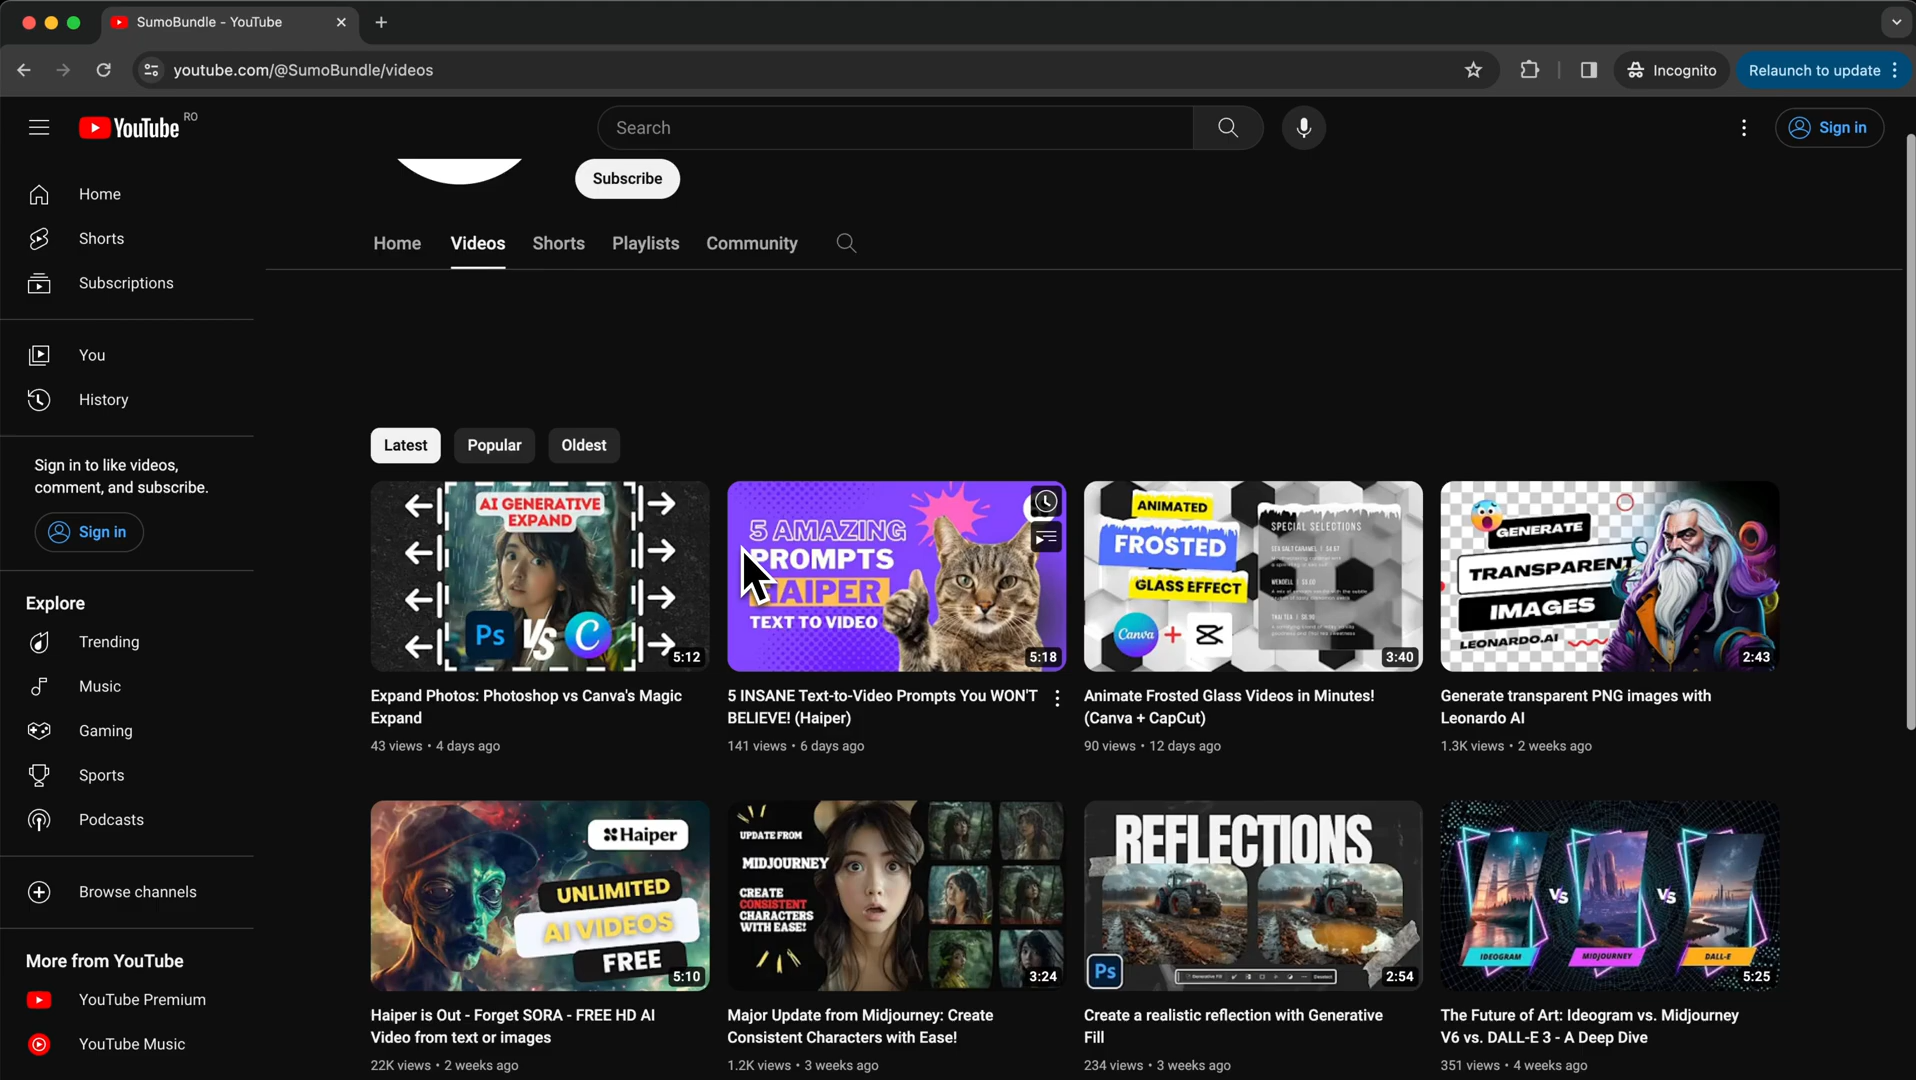 SumoBundle - YouTube
youtube.com/@SumoBundle/videos
Incognito
Relaunch to update
YouTube RO
Search
Sign in
Subscribe
Home
Videos
Shorts
Playlists
Community
Home
Shorts
Subscriptions
You
History
Sign in to like videos,
comment, and subscribe.
Sign in
Explore
Trending
Music
Gaming
Sports
Podcasts
Browse channels
More from YouTube
YouTube Premium
YouTube Music
Latest
Popular
Oldest
AI GENERATIVE
EXPAND
Ps VS C
5:12
Expand Photos: Photoshop vs Canva's Magic
Expand
43 views • 4 days ago
5 AMAZING
PROMPTS
HAIPER
TEXT TO VIDEO
5:18
5 INSANE Text-to-Video Prompts You WON'T
BELIEVE! (Haiper)
141 views • 6 days ago
ANIMATED
FROSTED
GLASS EFFECT
Canva +
SPECIAL SELECTIONS
3:40
Animate Frosted Glass Videos in Minutes!
(Canva + CapCut)
90 views • 12 days ago
GENERATE
TRANSPARENT
IMAGES
LEONARDO.AI
2:43
Generate transparent PNG images with
Leonardo AI
1.3K views • 2 weeks ago
Haiper
UNLIMITED
AI VIDEOS
FREE
5:10
Haiper is Out - Forget SORA - FREE HD AI
Video from text or images
22K views • 2 weeks ago
UPDATE FROM
MIDJOURNEY
CREATE
CONSISTENT
CHARACTERS
WITH EASE!
3:24
Major Update from Midjourney: Create
Consistent Characters with Ease!
1.2K views • 3 weeks ago
REFLECTIONS
Ps
Generative Fill
Deselect
2:54
Create a realistic reflection with Generative
Fill
234 views • 3 weeks ago
VS
VS
IDEOGRAM
MIDJOURNEY
DALL-E
5:25
The Future of Art: Ideogram vs. Midjourney
V6 vs. DALL-E 3 - A Deep Dive
351 views • 4 weeks ago